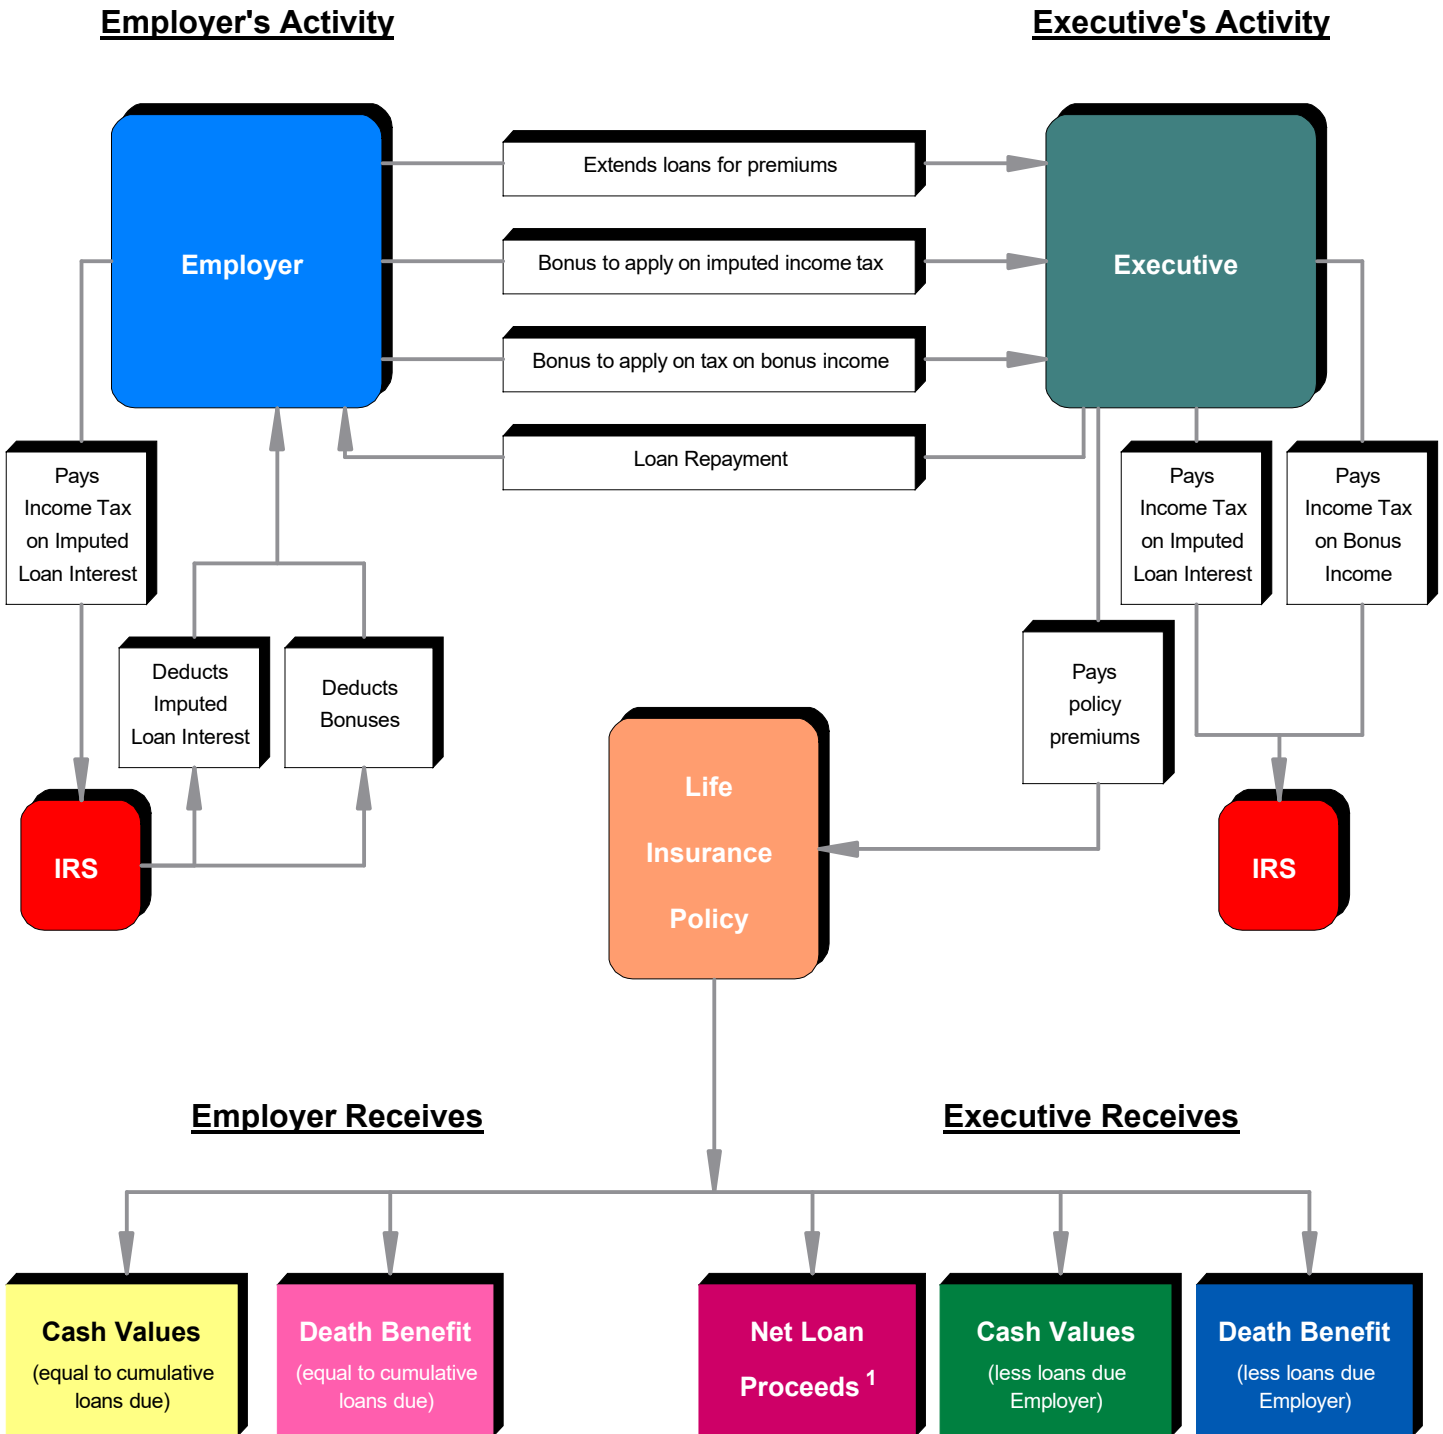 Employer's Activity
Executive's Activity
Employer
Extends loans for premiums
Bonus to apply on imputed income tax
Bonus to apply on tax on bonus income
Loan Repayment
Executive
Pays
Income Tax
on Imputed
Loan Interest
Deducts
Imputed
Loan Interest
Deducts
Bonuses
IRS
Life
Insurance
Policy
Pays
policy
premiums
Pays
Income Tax
on Imputed
Loan Interest
Pays
Income Tax
on Bonus
Income
IRS
Employer Receives
Executive Receives
Cash Values
(equal to cumulative
loans due)
Death Benefit
(equal to cumulative
loans due)
Net Loan
Proceeds 1
Cash Values
(less loans due
Employer)
Death Benefit
(less loans due
Employer)